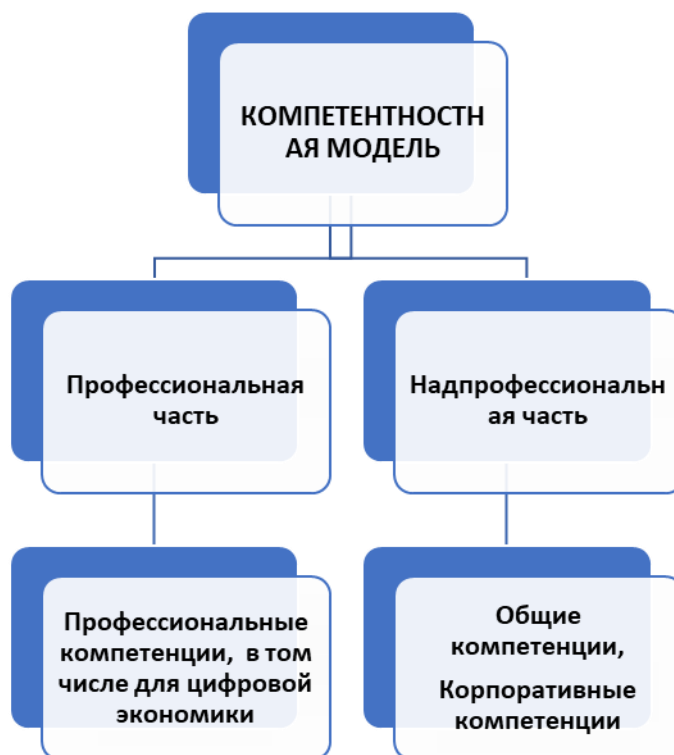 КОМПЕТЕНТНОСТН
АЯ МОДЕЛЬ
Профессиональная
часть
Надпрофессиональн
ая часть
Профессиональные
компетенции,  в том
числе для цифровой
экономики
Общие
компетенции,
Корпоративные
компетенции